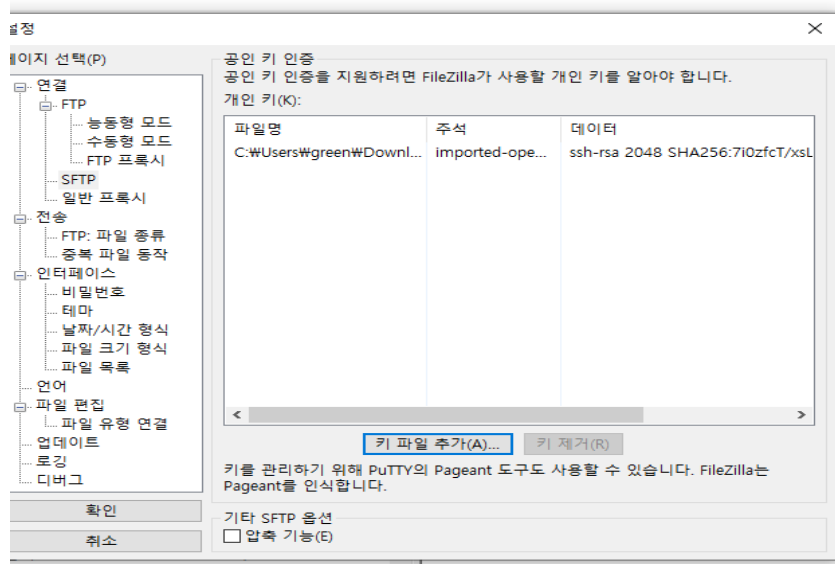 설정
페이지 선택(P)
연결
FTP
능동형 모드
수동형 모드
FTP 프록시
SFTP
일반 프록시
전송
FTP: 파일 종류
중복 파일 동작
인터페이스
비밀번호
테마
날짜/시간 형식
파일 크기 형식
파일 목록
언어
파일 편집
파일 유형 연결
업데이트
로깅
디버그
확인
취소
공인 키 인증
공인 키 인증을 지원하려면 FileZilla가 사용할 개인 키를 알아야 합니다.
개인 키(K):
파일명 주석 데이터
C:₩Users₩green₩Downl... imported-ope... ssh-rsa 2048 SHA256:7i0zfcT/xsL
키 파일 추가(A)... 키 제거(R)
키를 관리하기 위해 PuTTY의 Pageant 도구도 사용할 수 있습니다. FileZilla는
Pageant를 인식합니다.
기타 SFTP 옵션
압축 기능(E)